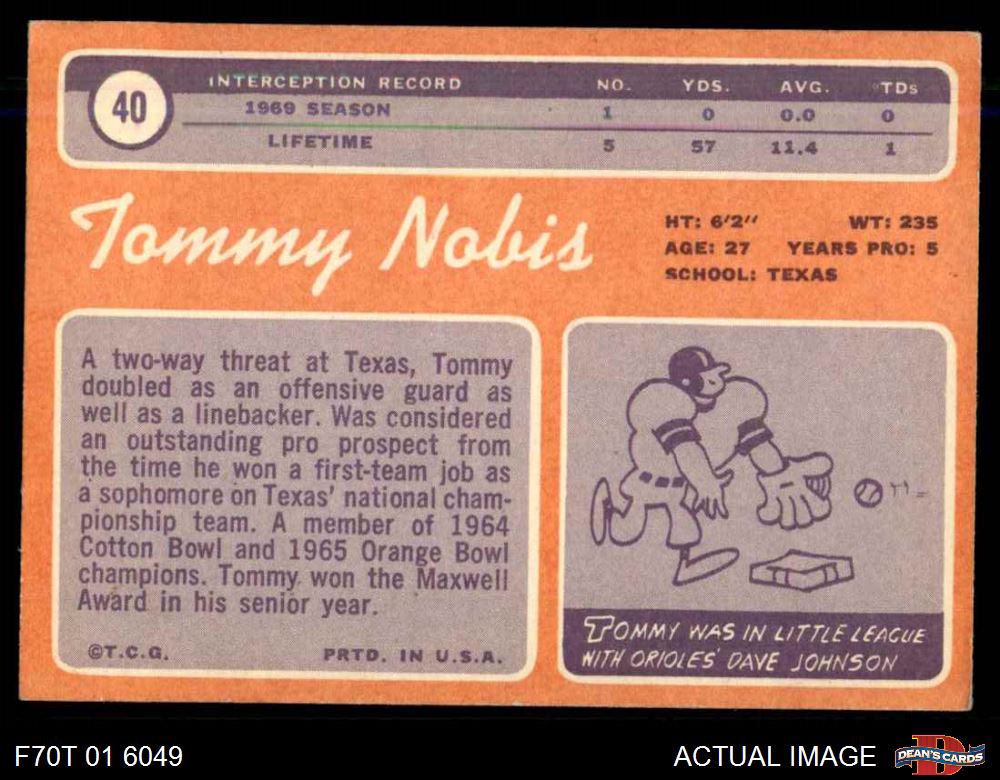 40
INTERCEPTION RECORD NO. YDS. AVG. TDs
1969 SEASON 1 0 0.0 0
LIFETIME 5 57 11.4 1
Tommy Nobis
HT: 6'2" WT: 235
AGE: 27 YEARS PRO: 5
SCHOOL: TEXAS
A two-way threat at Texas, Tommy
doubled as an offensive guard as
well as a linebacker. Was considered
an outstanding pro prospect from
the time he won a first-team job as
a sophomore on Texas' national cham-
pionship team. A member of 1964
Cotton Bowl and 1965 Orange Bowl
champions. Tommy won the Maxwell
Award in his senior year.
©T.C.G. PRTD. IN U.S.A.
TOMMY WAS IN LITTLE LEAGUE
WITH ORIOLES' DAVE JOHNSON
F70T 01 6049
ACTUAL IMAGE
DEAN'S CARDS